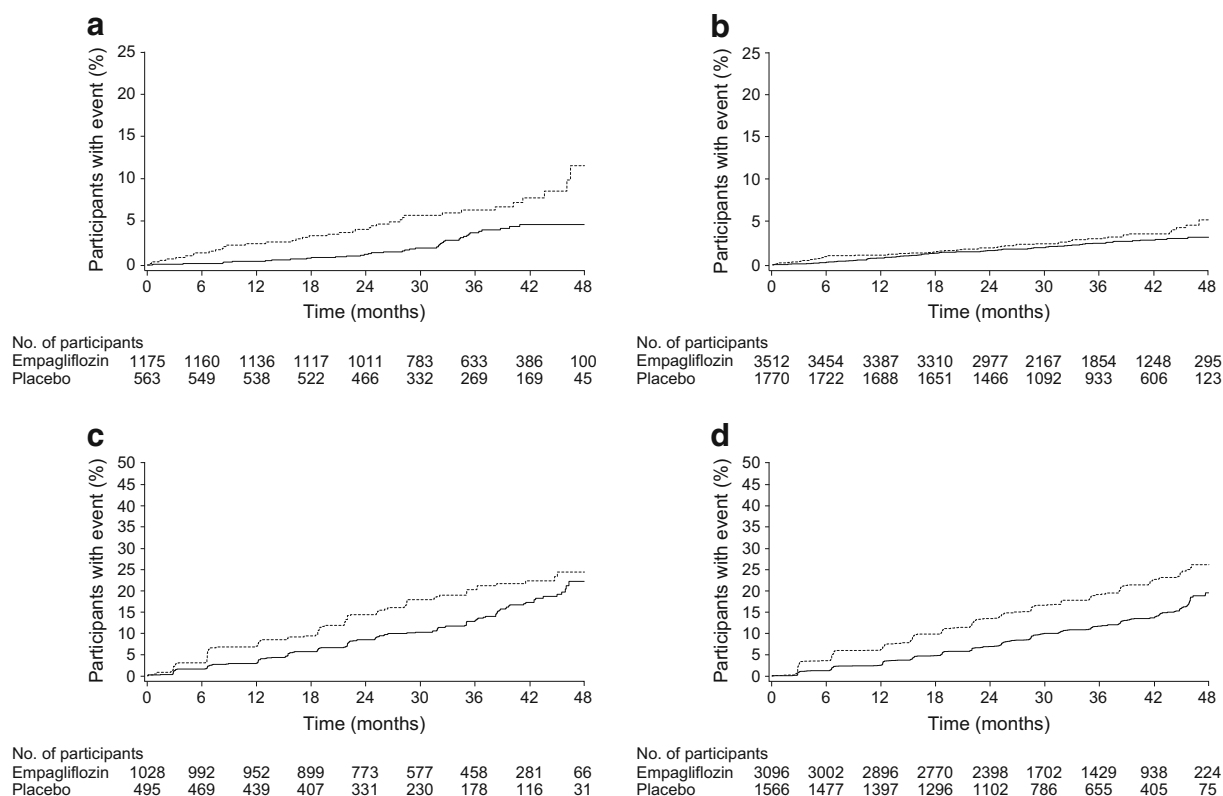 a
Participants with event (%)
25
20
15
10
5
0
0 6 12 18 24 30 36 42 48
Time (months)
No. of participants
Empagliflozin 1175 1160 1136 1117 1011 783 633 386 100
Placebo 563 549 538 522 466 332 269 169 45
b
Participants with event (%)
25
20
15
10
5
0
0 6 12 18 24 30 36 42 48
Time (months)
No. of participants
Empagliflozin 3512 3454 3387 3310 2977 2167 1854 1248 295
Placebo 1770 1722 1688 1651 1466 1092 933 606 123
c
Participants with event (%)
50
45
40
35
30
25
20
15
10
5
0
0 6 12 18 24 30 36 42 48
Time (months)
No. of participants
Empagliflozin 1028 992 952 899 773 577 458 281 66
Placebo 495 469 439 407 331 230 178 116 31
d
Participants with event (%)
50
45
40
35
30
25
20
15
10
5
0
0 6 12 18 24 30 36 42 48
Time (months)
No. of participants
Empagliflozin 3096 3002 2896 2770 2398 1702 1429 938 224
Placebo 1566 1477 1397 1296 1102 786 655 405 75